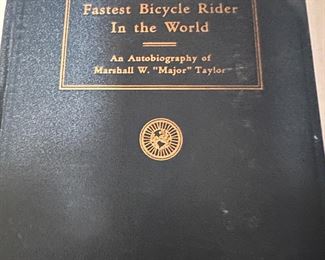 Fastest Bicycle Rider
In the World
An Autobiography of
Marshall W. "Major" Taylor